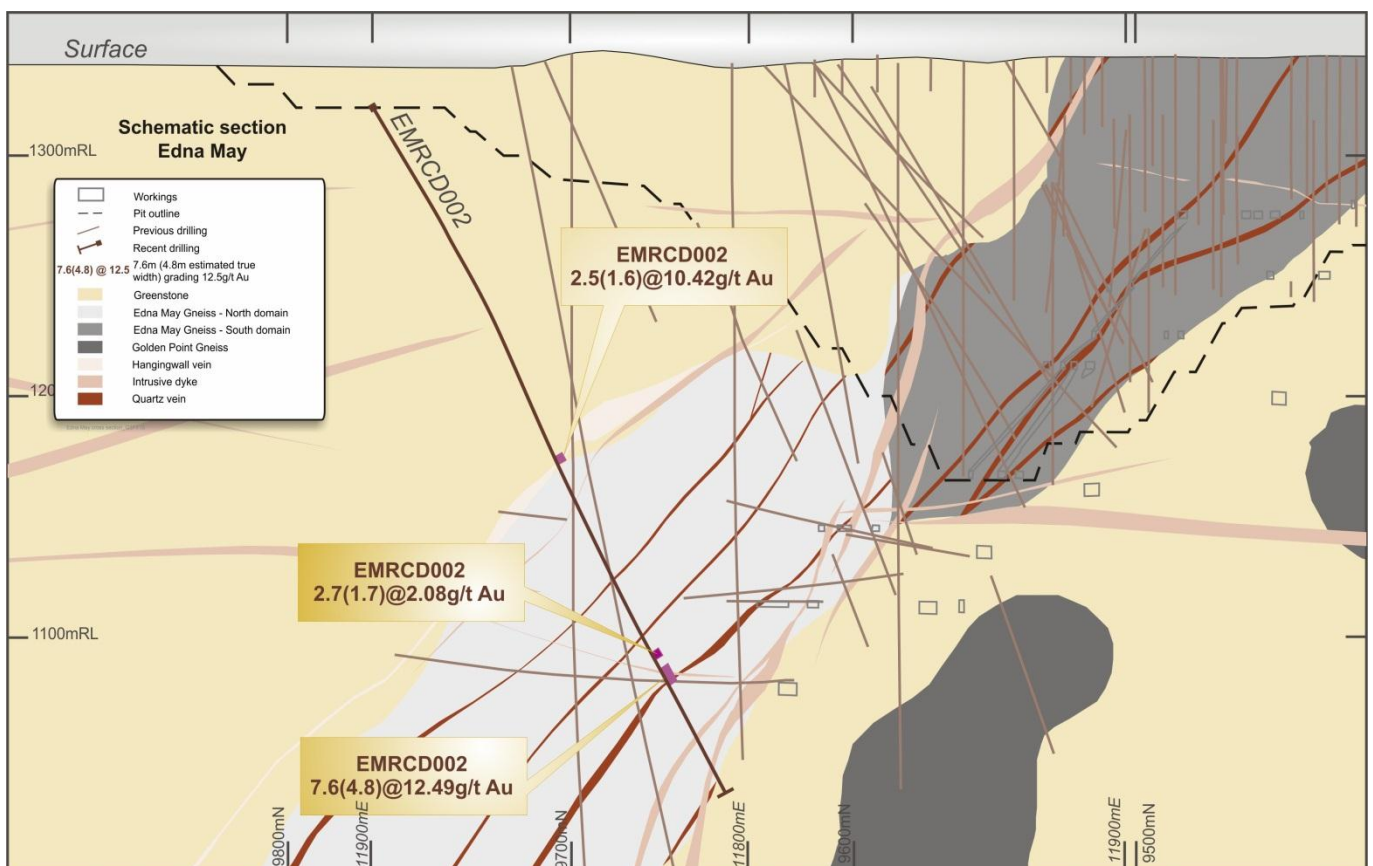 Surface
Schematic section
Edna May
1300mRL
EMRCD002
Workings
Pit outline
Previous drilling
Recent drilling
7.6(4.8) @ 12.5
7.6m (4.8m estimated true
width) grading 12.5g/t Au
Greenstone
Edna May Gneiss - North domain
Edna May Gneiss - South domain
Golden Point Gneiss
Hangingwall vein
Intrusive dyke
Quartz vein
EMRCD002
2.5(1.6)@10.42g/t Au
EMRCD002
2.7(1.7)@2.08g/t Au
1100mRL
EMRCD002
7.6(4.8)@12.49g/t Au
9800mN
11900mE
9700mN
11800mE
9600mN
11900mE
9500mN